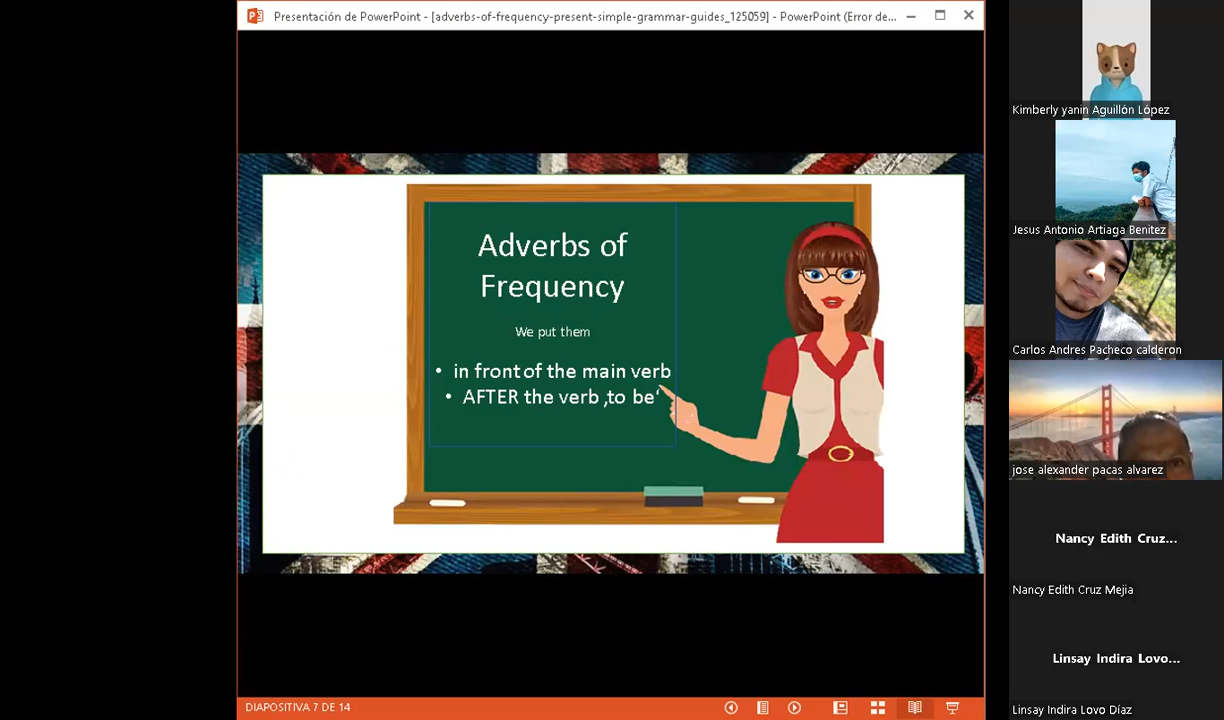 Presentación de PowerPoint - [adverbs-of-frequency-present-simple-grammar-guides_125059] - PowerPoint (Error de...
Adverbs of
Frequency
We put them
• in front of the main verb
• AFTER the verb ‚to be‘
DIAPOSITIVA 7 DE 14
Kimberly yanin Aguillón López
Jesus Antonio Artiaga Benitez
Carlos Andres Pacheco calderon
jose alexander pacas alvarez
Nancy Edith Cruz...
Nancy Edith Cruz Mejia
Linsay Indira Lovo...
Linsay Indira Lovo Díaz